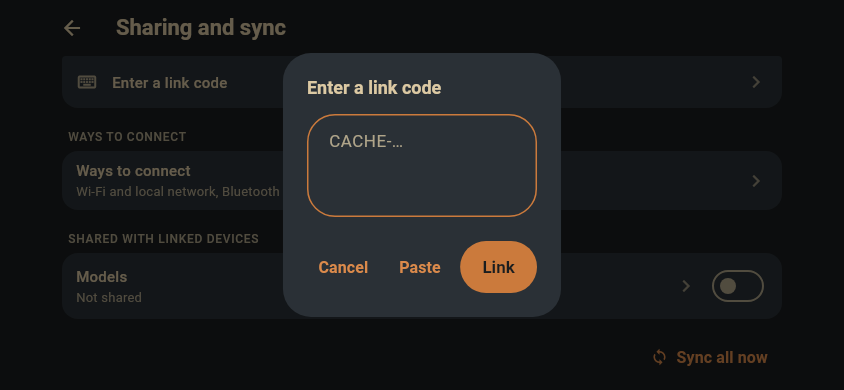 Sharing and sync
Enter a link code
WAYS TO CONNECT
Ways to connect
Wi-Fi and local network, Bluetooth
SHARED WITH LINKED DEVICES
Models
Not shared
Sync all now
Enter a link code
CACHE-…
Cancel
Paste
Link